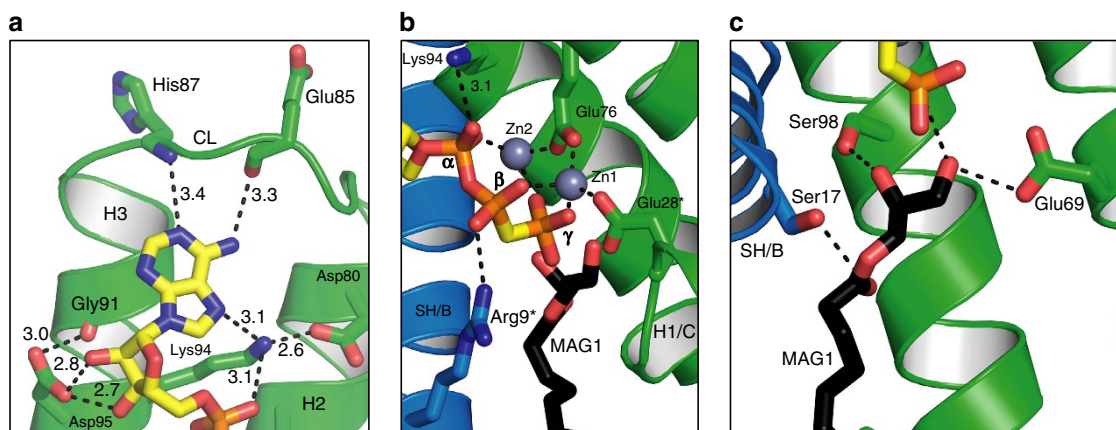 a
His87
Glu85
CL
3.4
3.3
H3
Asp80
Gly91
3.1
3.0
Lys94
2.6
2.8
3.1
2.7
H2
Asp95
b
Lys94
3.1
Glu76
Zn2
α
β
Zn1
Glu28*
γ
SH/B
Arg9*
H1/C
MAG1
c
Ser98
Ser17
Glu69
SH/B
MAG1